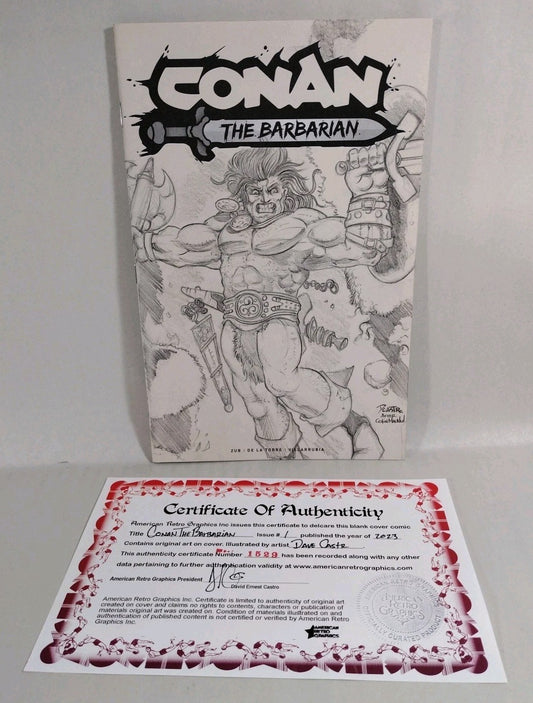 CONAN
THE BARBARIAN
ZUB · DE LA TORRE · VILLARRUBIA
Certificate Of Authenticity
American Retro Graphics Inc issues this certificate to delcare this blank cover comic
Title Conan The Barbarian Issue # 1 published the year of 2023
Contains original art on cover. Illustrated by artist Dave Castr
This authenticity certificate Number 1529 has been recorded along with any other
data pertaining to further authentication validity at www.americanretrographics.com
American Retro Graphics President
David Ernest Castro
American Retro Graphics Inc. Certificate is limited to authenticity of original art
created on cover and claims no rights to contents, characters or publication of
materials original art was created on. Condition of materials illustrated on and
authentication of published content is not certified or verified by American Retro
Graphics Inc.
AMERICAN
RETRO
GRAPHICS